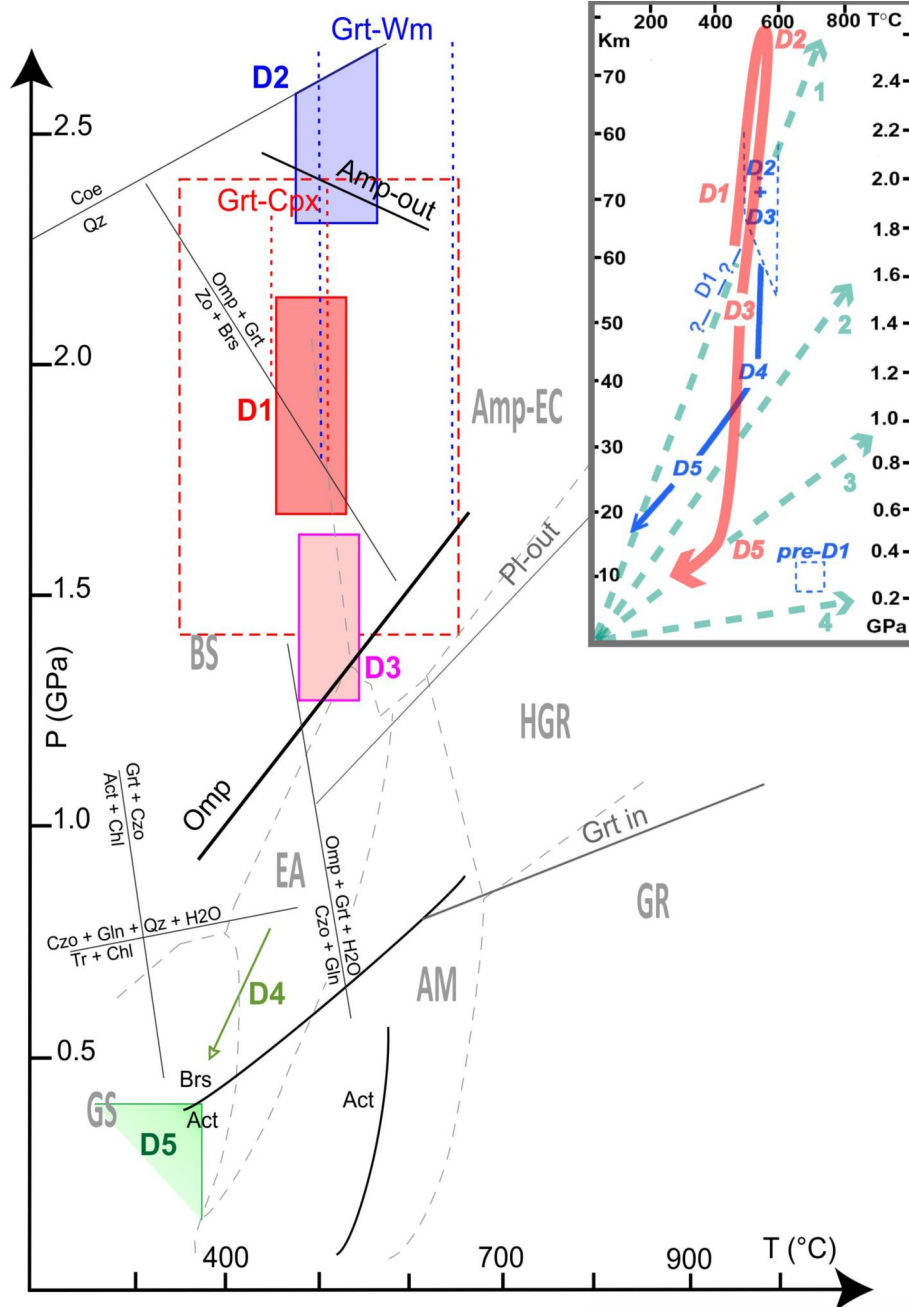 Grt-Wm
D2
2.5
Coe
Qz
Amp-out
Grt-Cpx
Omp + Grt
Zo + Brs
2.0
D1
Amp-EC
Pl-out
1.5
BS
D3
HGR
P (GPa)
Omp
Grt + Czo
Act + Chl
1.0
Grt in
EA
Omp + Grt + H2O
Czo + Gln
GR
Czo + Gln + Qz + H2O
Tr + Chl
D4
AM
0.5
Brs
Act
Act
GS
D5
400
700
900
T (°C)
200 400 600 800 T°C
Km
D2
1
2.4
70
2.2
60
D2
+
D3
2.0
D1
70
1.8
60
? – D1 – ?
1.6
D3
2
50
1.4
D4
1.2
40
1.0
D5
30
0.8
3
20
0.6
D5
pre-D1
0.4
10
0.2
4
GPa